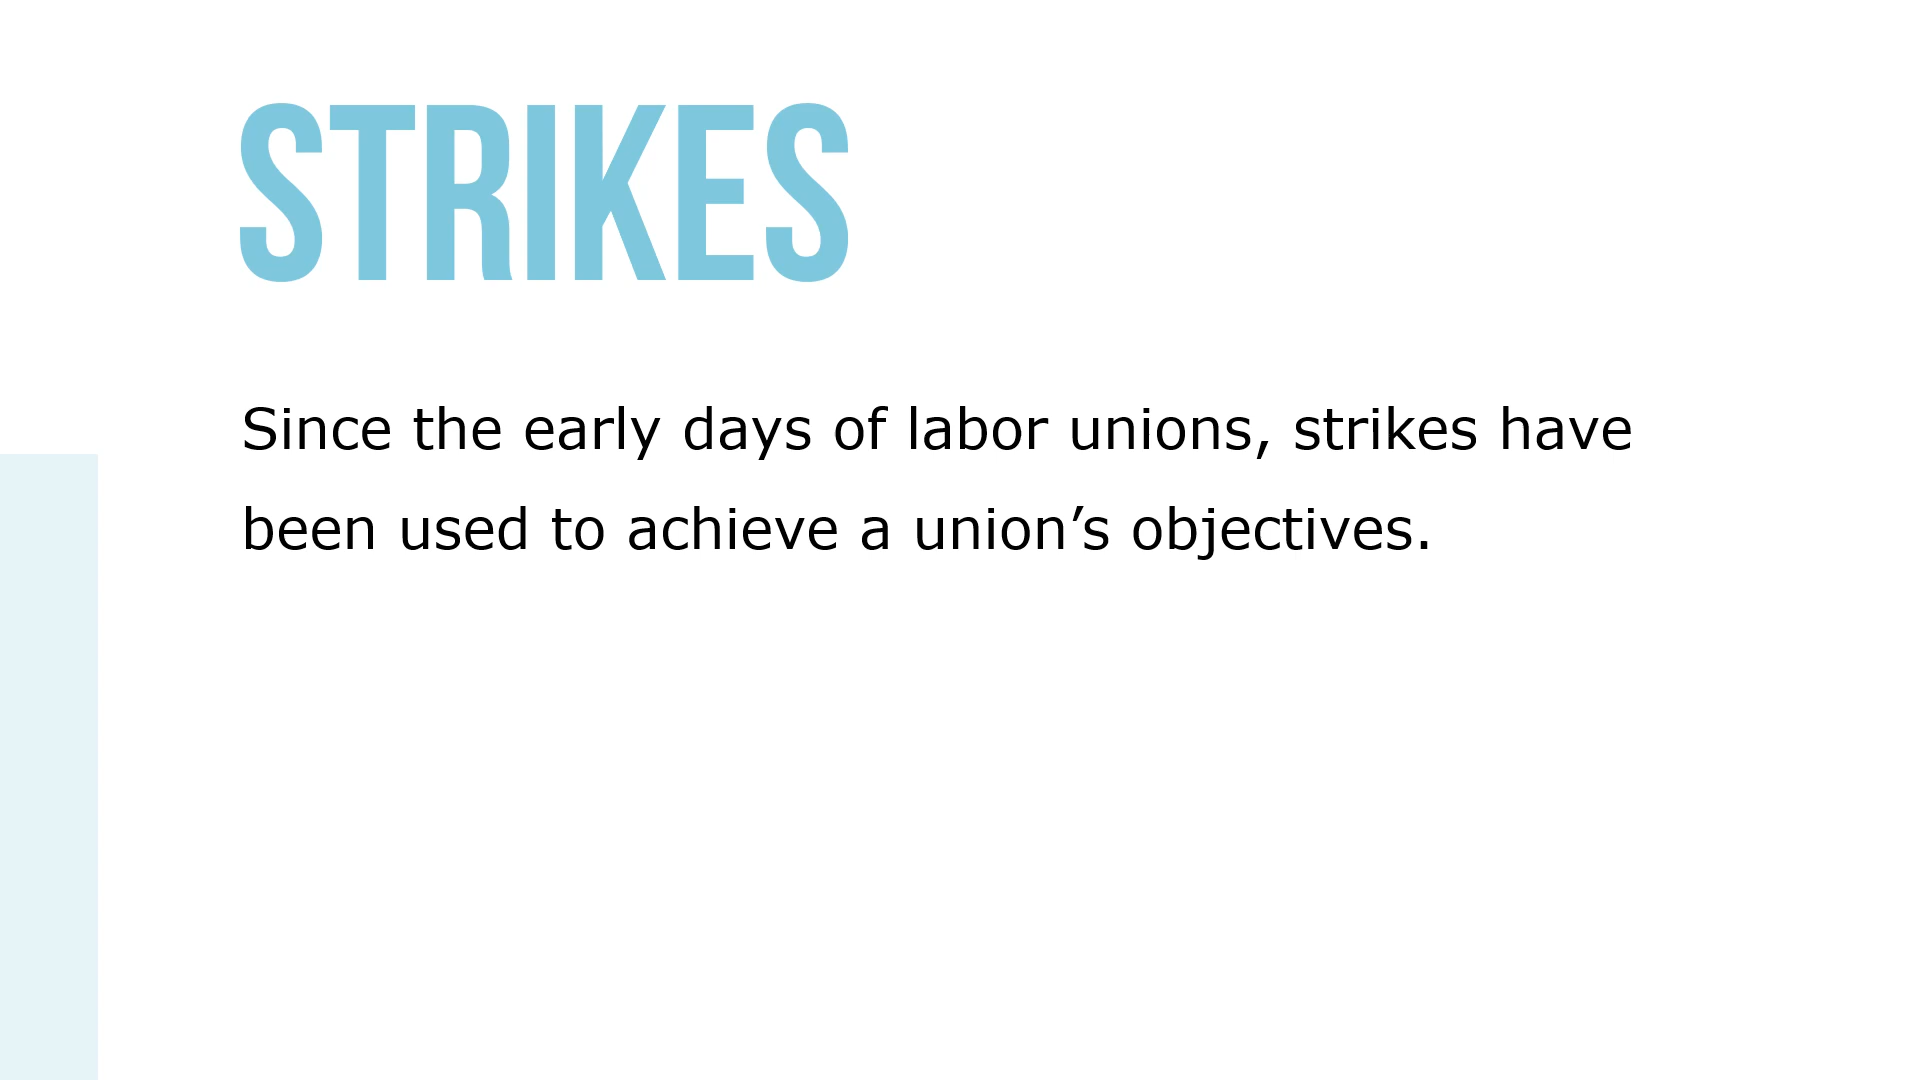 STRIKES
Since the early days of labor unions, strikes have
been used to achieve a union’s objectives.